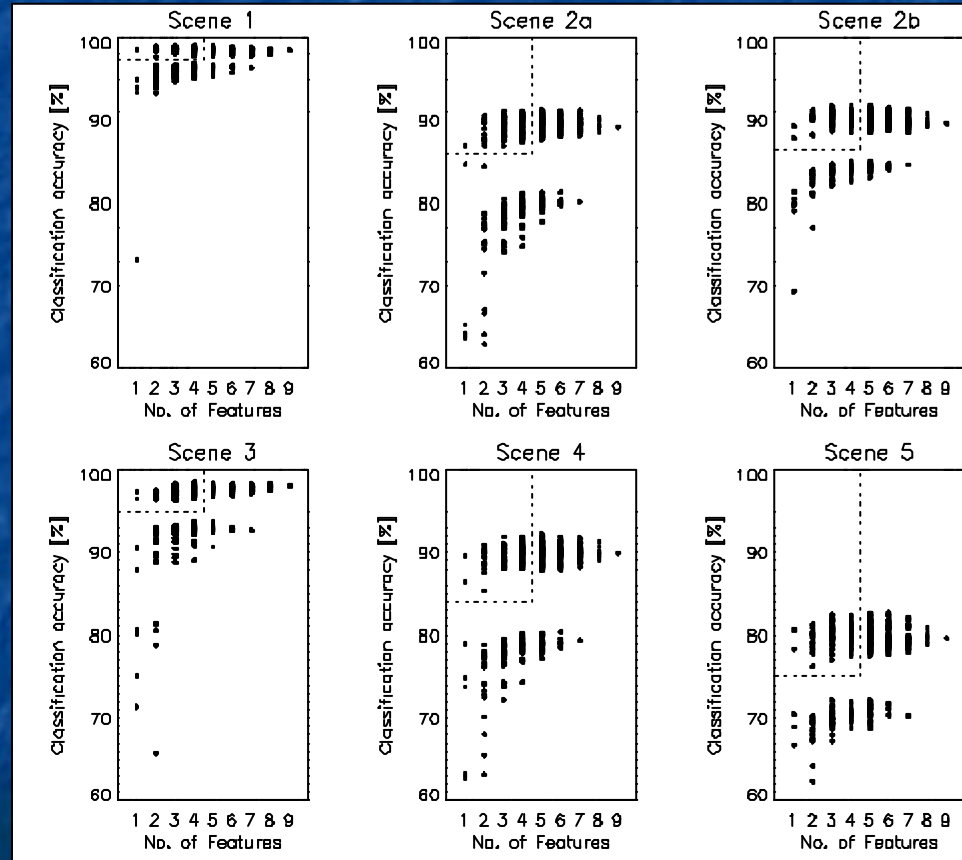 Scene 1
Classification accuracy [%]
100
90
80
70
60
1 2 3 4 5 6 7 8 9
No. of Features
Scene 2a
Classification accuracy [%]
100
90
80
70
60
1 2 3 4 5 6 7 8 9
No. of Features
Scene 2b
Classification accuracy [%]
100
90
80
70
60
1 2 3 4 5 6 7 8 9
No. of Features
Scene 3
Classification accuracy [%]
100
90
80
70
60
1 2 3 4 5 6 7 8 9
No. of Features
Scene 4
Classification accuracy [%]
100
90
80
70
60
1 2 3 4 5 6 7 8 9
No. of Features
Scene 5
Classification accuracy [%]
100
90
80
70
60
1 2 3 4 5 6 7 8 9
No. of Features